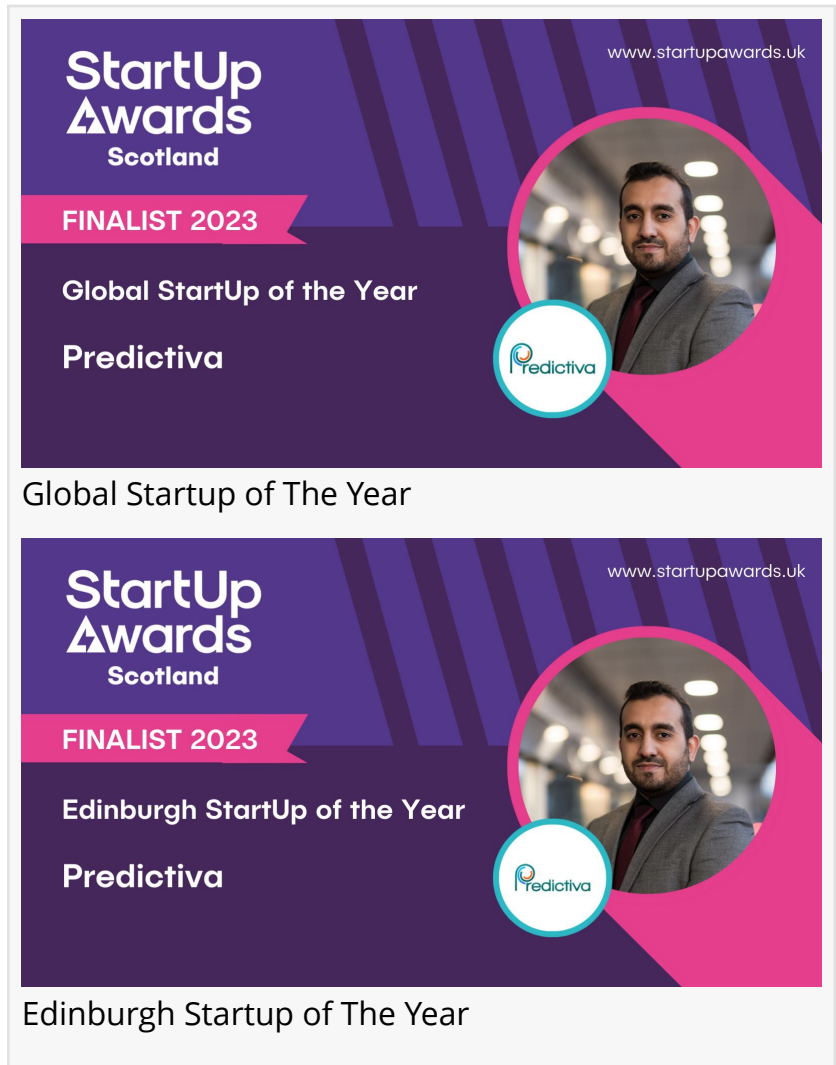 StartUp
Awards
Scotland
www.startupawards.uk
FINALIST 2023
Global StartUp of the Year
Predictiva
Predictiva
Global Startup of The Year
StartUp
Awards
Scotland
www.startupawards.uk
FINALIST 2023
Edinburgh StartUp of the Year
Predictiva
Predictiva
Edinburgh Startup of The Year